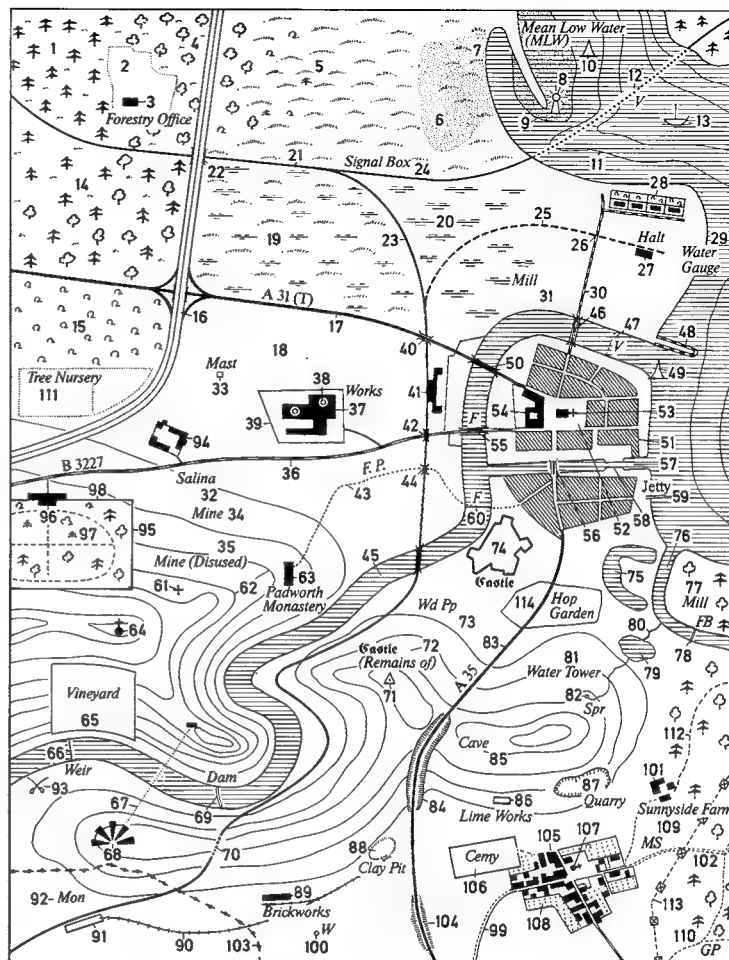 Mean Low Water
(MLW)
1
2
3
4
5
6
7
8
9
10
11
12
13
V
Forestry Office
Signal Box
14
21
22
24
28
20
25
19
23
26
Halt
27
29
Water
Gauge
Mill
30
31
46
47
48
V
A 31 (T)
16
17
40
15
Tree Nursery
111
Mast
33
18
38
Works
37
39
41
50
49
54
53
F
42
55
51
57
94
B 3227
36
Salina
32
F.P.
43
44
F
60
Jetty
59
58
52
56
98
96
95
97
Mine 34
35
Mine (Disused)
61
62
63
Padworth
Monastery
45
74
Castle
76
75
77
Mill
FB
78
64
114
Hop
Garden
80
79
Wd Pp
73
72
83
Castle
(Remains of)
71
A 35
81
Water Tower
82
Spr
Vineyard
65
66
Weir
93
67
Dam
69
68
70
Cave
85
84
86
Lime Works
87
Quarry
112
101
Sunnyside Farm
109
MS
88
Clay Pit
Cemy
106
105
107
102
92
Mon
89
Brickworks
91
90
103
W
100
104
99
108
113
110
GP